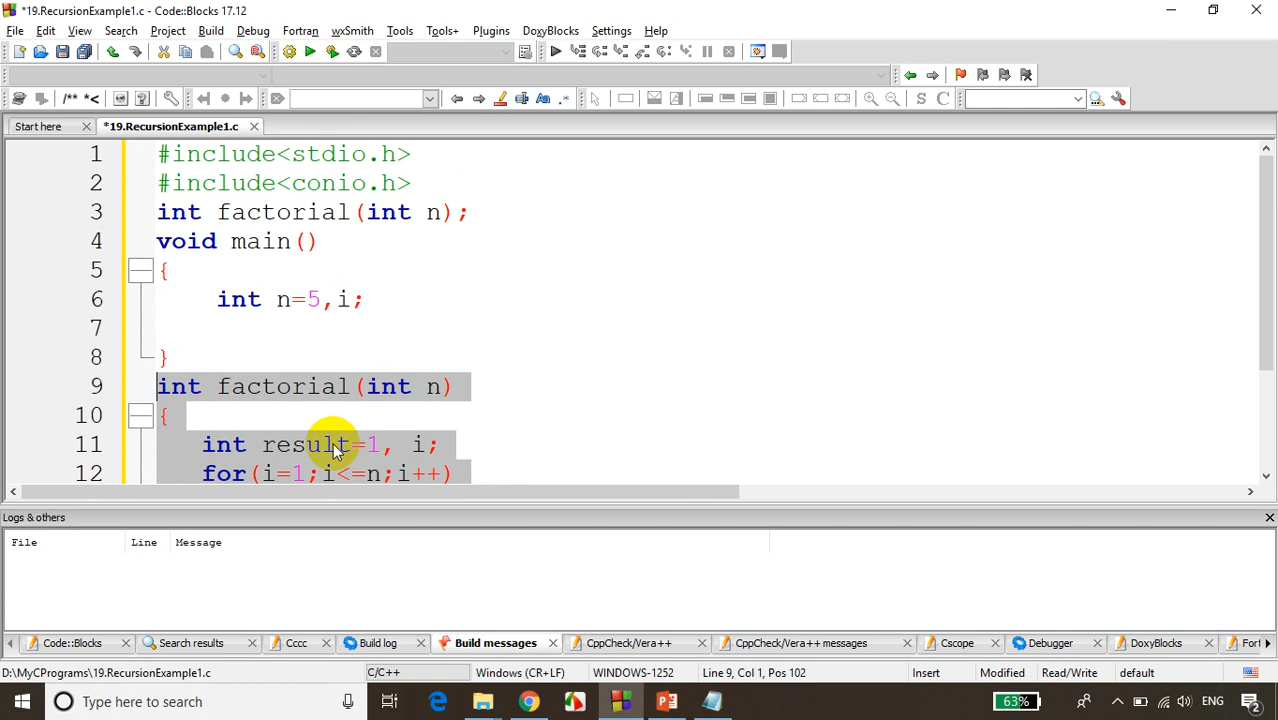 *19.RecursionExample1.c - Code::Blocks 17.12
File Edit View Search Project Build Debug Fortran wxSmith Tools Tools+ Plugins DoxyBlocks Settings Help
/** *< S C
Start here *19.RecursionExample1.c
1 #include<stdio.h>
2 #include<conio.h>
3 int factorial(int n);
4 void main()
5 {
6 int n=5,i;
7
8 }
9 int factorial(int n)
10 {
11 int result=1, i;
12 for(i=1;i<=n;i++)
Logs & others
File Line Message
Code::Blocks Search results Cccc Build log Build messages CppCheck/Vera++ CppCheck/Vera++ messages Cscope Debugger DoxyBlocks Fort
D:\MyCPrograms\19.RecursionExample1.c C/C++ Windows (CR+LF) WINDOWS-1252 Line 9, Col 1, Pos 102 Insert Modified Read/Write default
Type here to search 63% ENG 2